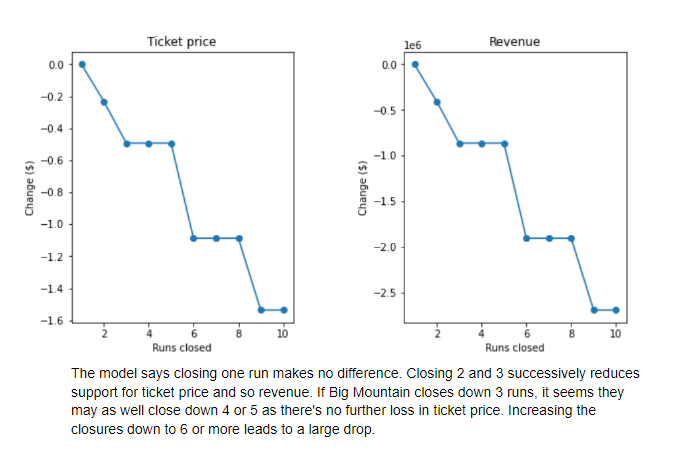 Ticket price
Change ($)
0.0
−0.2
−0.4
−0.6
−0.8
−1.0
−1.2
−1.4
−1.6
2 4 6 8 10
Runs closed
Revenue
1e6
Change ($)
0.0
−0.5
−1.0
−1.5
−2.0
−2.5
2 4 6 8 10
Runs closed
The model says closing one run makes no difference. Closing 2 and 3 successively reduces
support for ticket price and so revenue. If Big Mountain closes down 3 runs, it seems they
may as well close down 4 or 5 as there's no further loss in ticket price. Increasing the
closures down to 6 or more leads to a large drop.